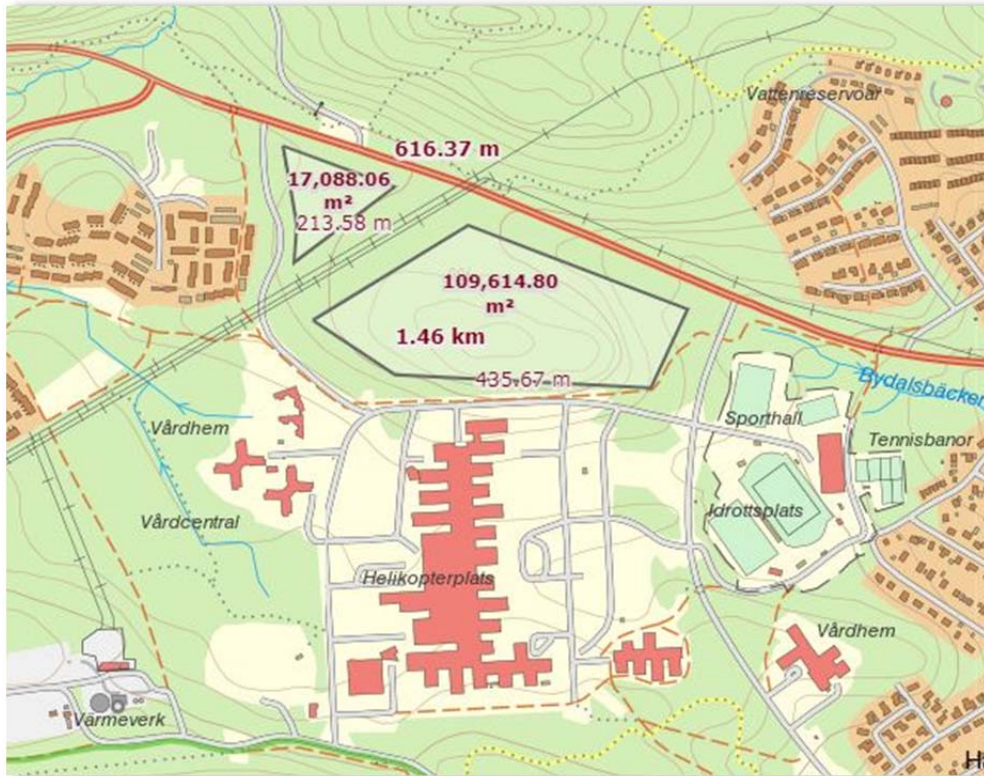 Vattenreservoar
616.37 m
17,088.06
m²
213.58 m
109,614.80
m²
1.46 km
435.67 m
Bydalsbäcken
Sporthall
Vårdhem
Tennisbanor
Idrottsplats
Vårdcentral
Helikopterplats
Vårdhem
Värmeverk